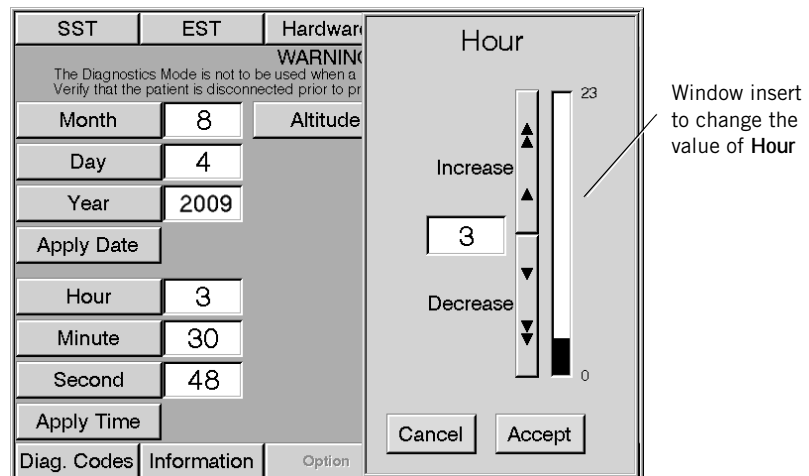 SST
EST
Hardwar
WARNIN
The Diagnostics Mode is not to be used when a
Verify that the patient is disconnected prior to pr
Month
8
Altitude
Day
4
Year
2009
Apply Date
Hour
3
Minute
30
Second
48
Apply Time
Diag. Codes
Information
Option
Hour
23
Increase
3
Decrease
0
Cancel
Accept
Window insert
to change the
value of Hour